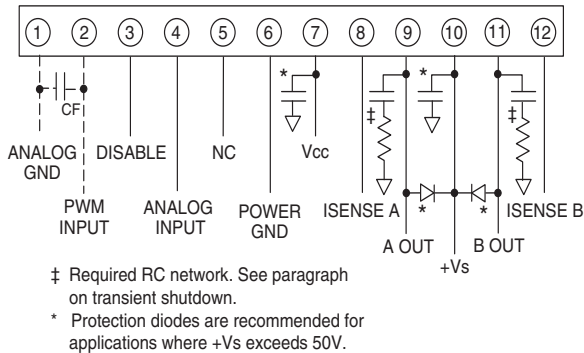 1 2 3 4 5 6 7 8 9 10 11 12
* *
CF ‡ ‡
ANALOG GND DISABLE NC Vcc
PWM INPUT ANALOG INPUT POWER GND ISENSE A * * ISENSE B
A OUT B OUT
+Vs
‡ Required RC network. See paragraph
on transient shutdown.
* Protection diodes are recommended for
applications where +Vs exceeds 50V.